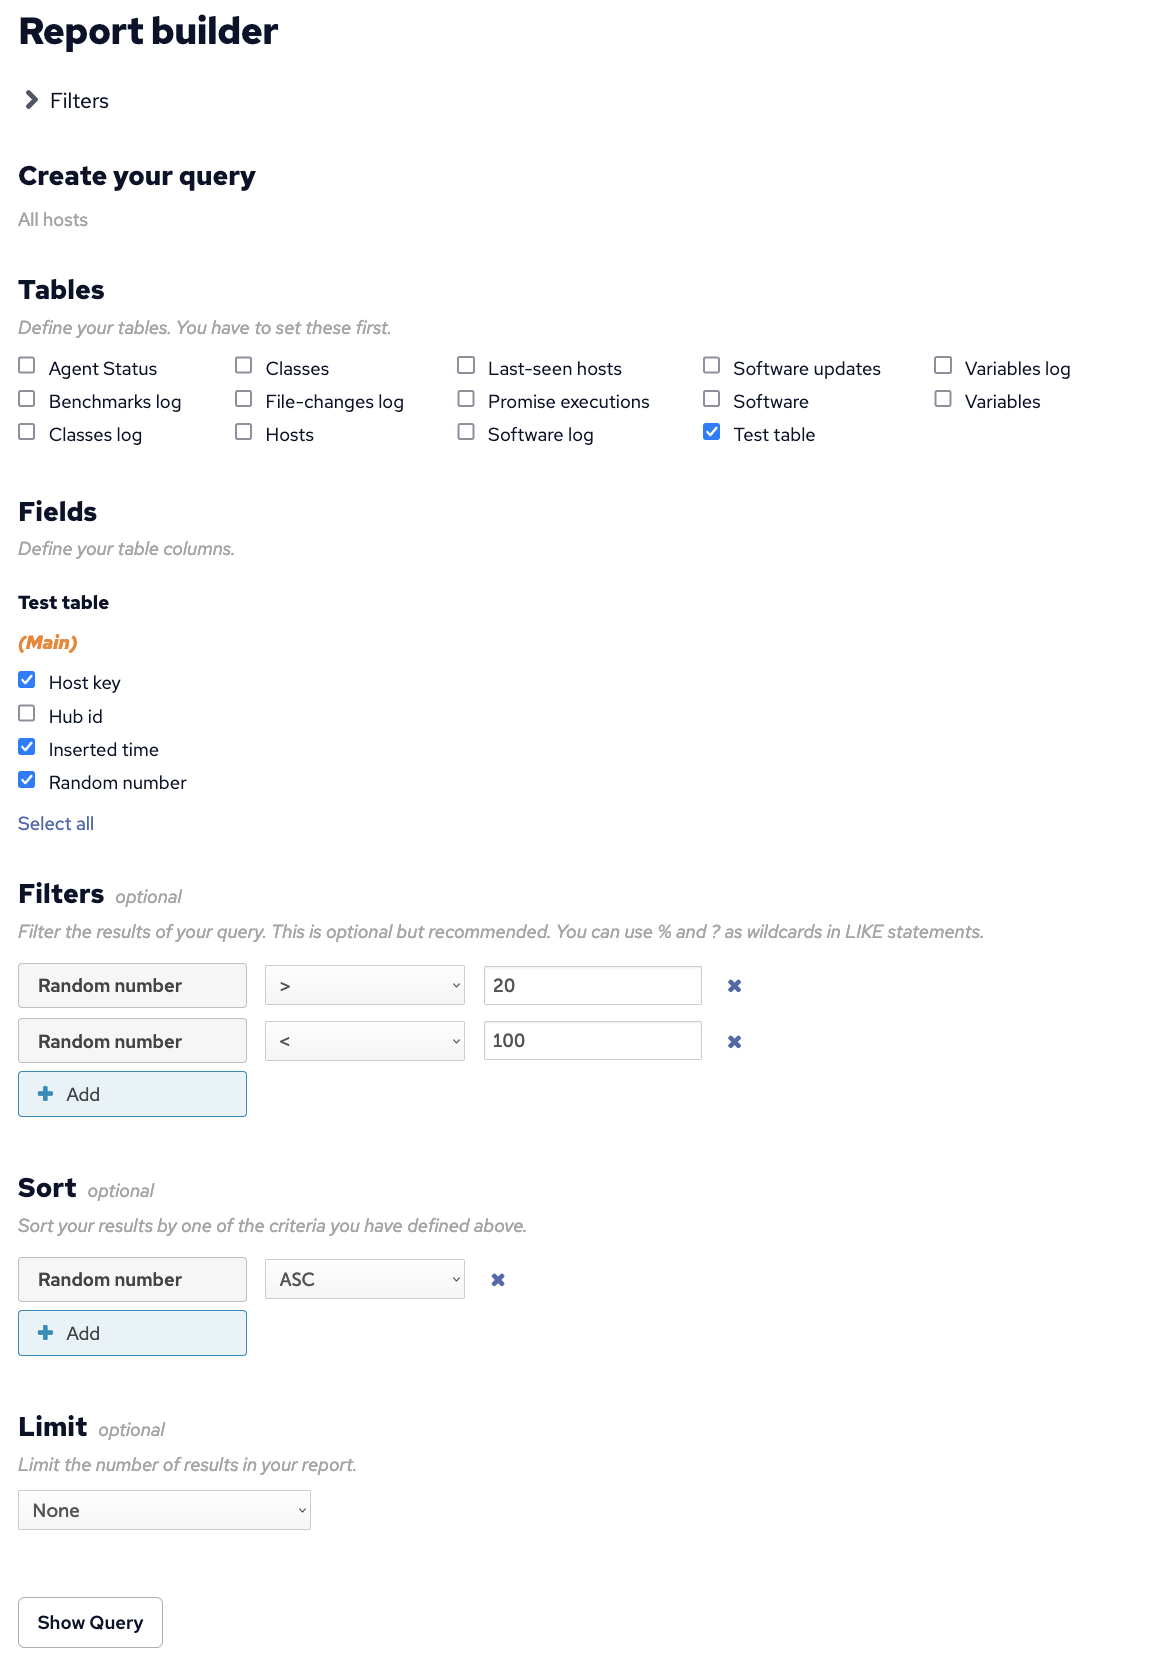 Report builder
Filters
Create your query
All hosts
Tables
Define your tables. You have to set these first.
Agent Status Classes Last-seen hosts Software updates Variables log
Benchmarks log File-changes log Promise executions Software Variables
Classes log Hosts Software log Test table
Fields
Define your table columns.
Test table
(Main)
Host key
Hub id
Inserted time
Random number
Select all
Filters optional
Filter the results of your query. This is optional but recommended. You can use % and ? as wildcards in LIKE statements.
Random number > 20
Random number < 100
Add
Sort optional
Sort your results by one of the criteria you have defined above.
Random number ASC
Add
Limit optional
Limit the number of results in your report.
None
Show Query